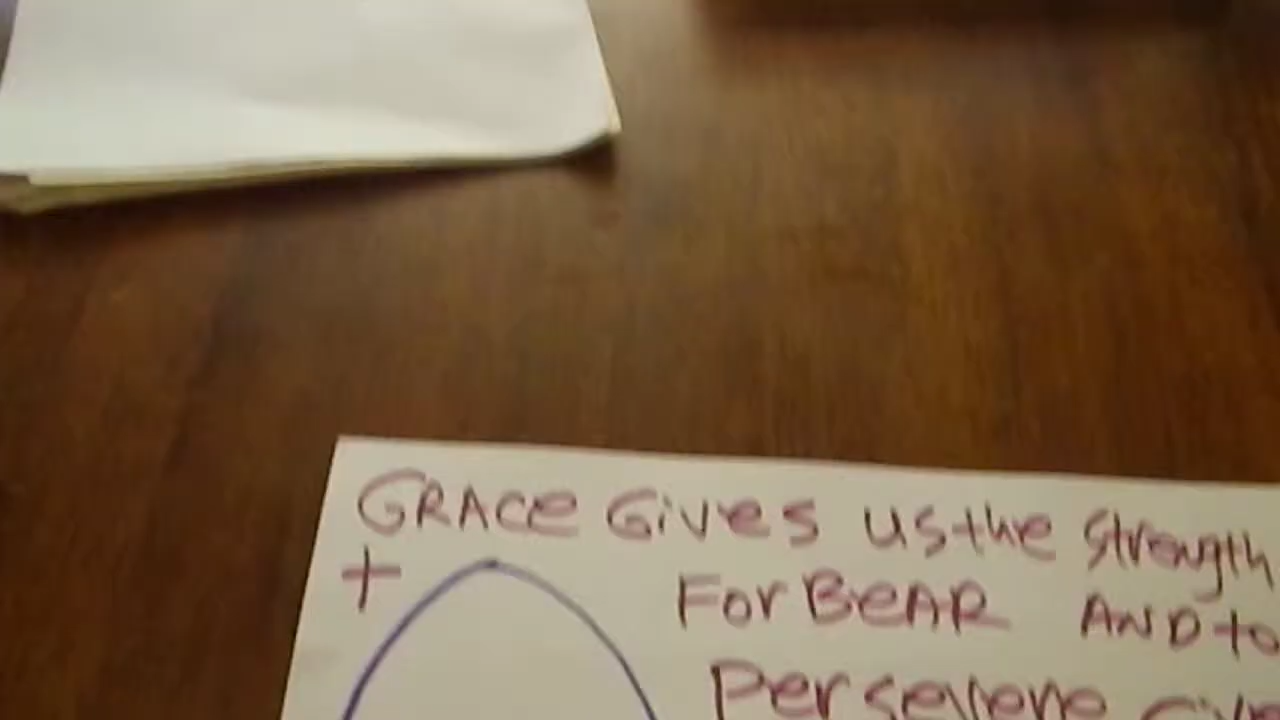 GRACe Gives us the Strength
+ ForBeAR AND to
Persevere